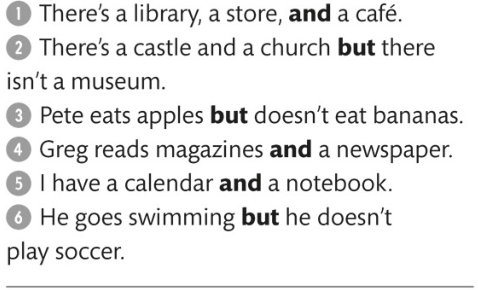 1 There's a library, a store, and a café.
2 There's a castle and a church but there
isn't a museum.
3 Pete eats apples but doesn't eat bananas.
4 Greg reads magazines and a newspaper.
5 I have a calendar and a notebook.
6 He goes swimming but he doesn't
play soccer.